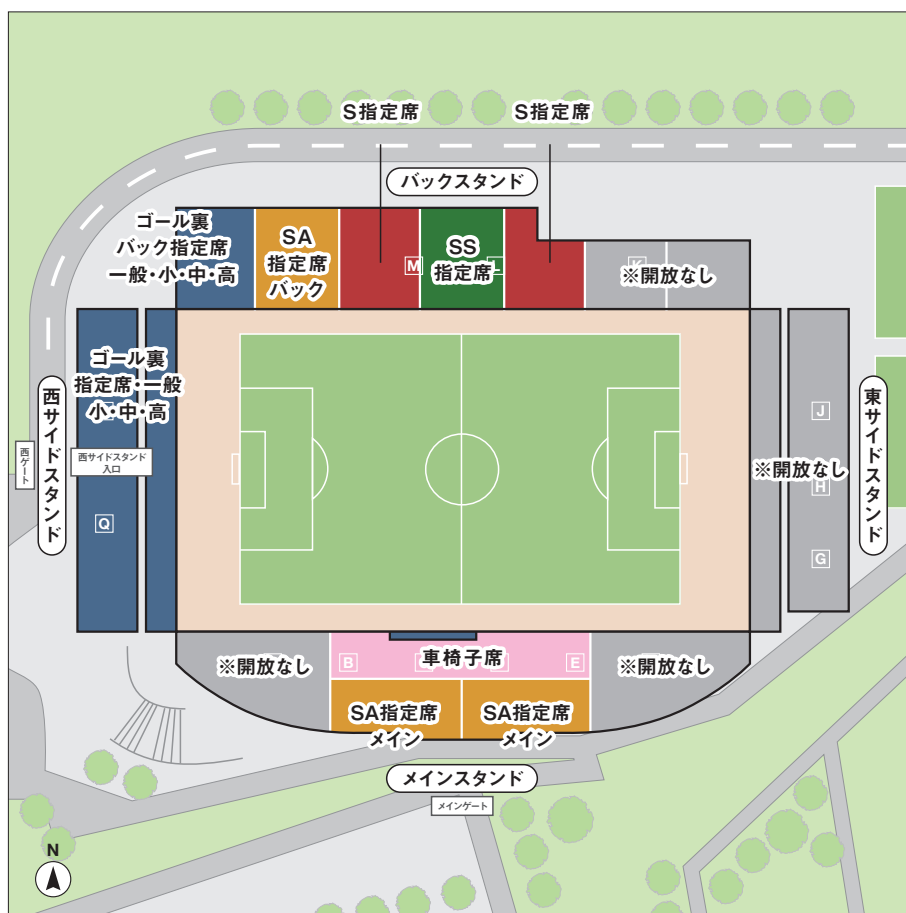 S指定席
S指定席
バックスタンド
ゴール裏
バック指定席
一般・小・中・高
SA
指定席
バック
M
SS
指定席
L
K
※開放なし
ゴール裏
指定席・一般
小・中・高
西サイドスタンド
西ゲート
西サイドスタンド
入口
Q
J
※開放なし
H
G
東サイドスタンド
※開放なし
B
車椅子席
E
※開放なし
SA指定席
メイン
SA指定席
メイン
メインスタンド
メインゲート
N